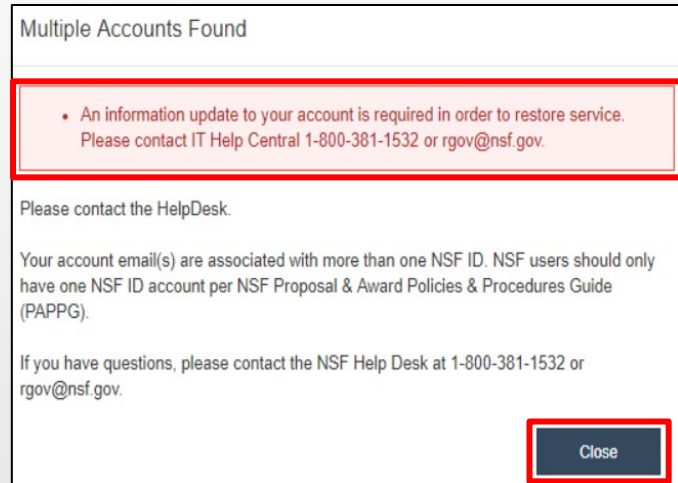 Multiple Accounts Found
• An information update to your account is required in order to restore service.
Please contact IT Help Central 1-800-381-1532 or rgov@nsf.gov.
Please contact the HelpDesk.
Your account email(s) are associated with more than one NSF ID. NSF users should only
have one NSF ID account per NSF Proposal & Award Policies & Procedures Guide
(PAPPG).
If you have questions, please contact the NSF Help Desk at 1-800-381-1532 or
rgov@nsf.gov.
Close